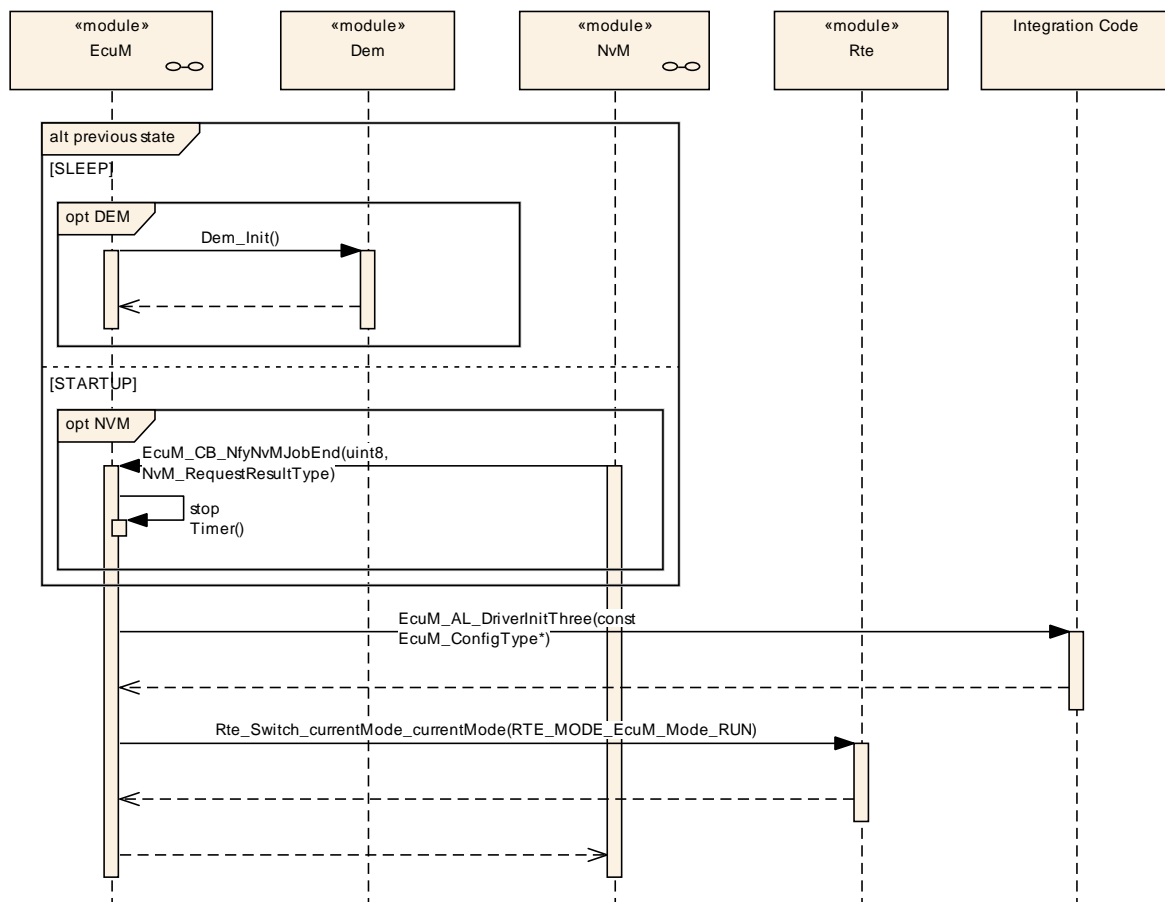 «module»
EcuM
«module»
Dem
«module»
NvM
«module»
Rte
Integration Code
alt previous state
[SLEEP]
opt DEM
Dem_Init()
[STARTUP]
opt NVM
EcuM_CB_NfyNvMJobEnd(uint8,
NvM_RequestResultType)
stop
Timer()
EcuM_AL_DriverInitThree(const
EcuM_ConfigType*)
Rte_Switch_currentMode_currentMode(RTE_MODE_EcuM_Mode_RUN)